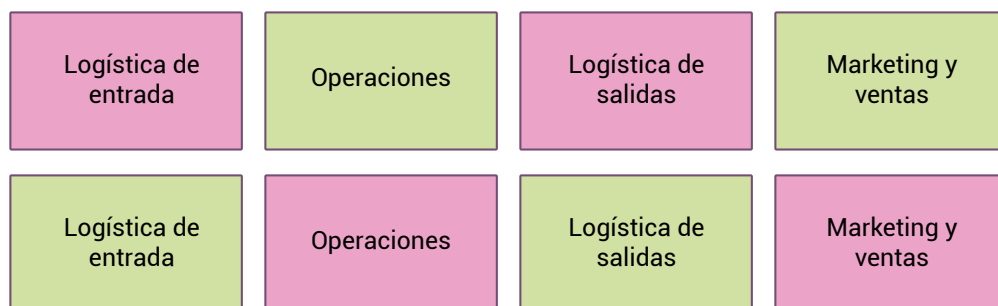 Logística de
entrada
Operaciones
Logística de
salidas
Marketing y
ventas
Logística de
entrada
Operaciones
Logística de
salidas
Marketing y
ventas